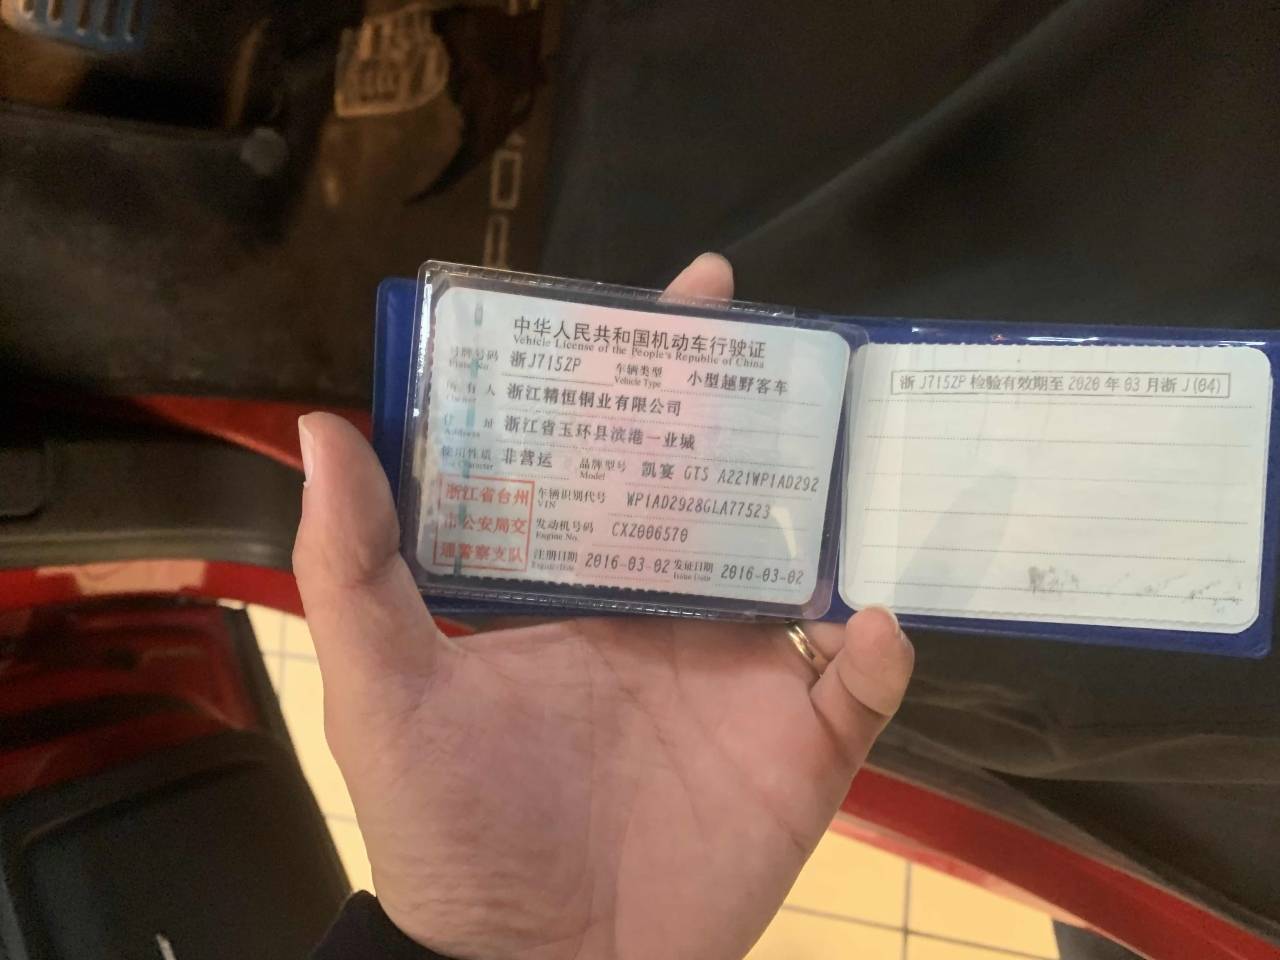 中华人民共和国机动车行驶证
Vehicle License of the People's Republic of China
号牌号码 浙J715ZP 车辆类型 小型越野客车
Plate No. Vehicle Type
所有人 浙江精恒铜业有限公司
Owner
住址 浙江省玉环县滨港一业城
Address
使用性质 非营运 品牌型号 凯宴 GTS A221WP1AD292
Use Character Model
浙江省台州
市公安局交
通警察支队
车辆识别代号 WP1AD2928GLA77523
VIN
发动机号码 CXZ006570
Engine No.
注册日期 2016-03-02 发证日期 2016-03-02
Register Date Issue Date
浙J715ZP检验有效期至2020年03月浙J(04)